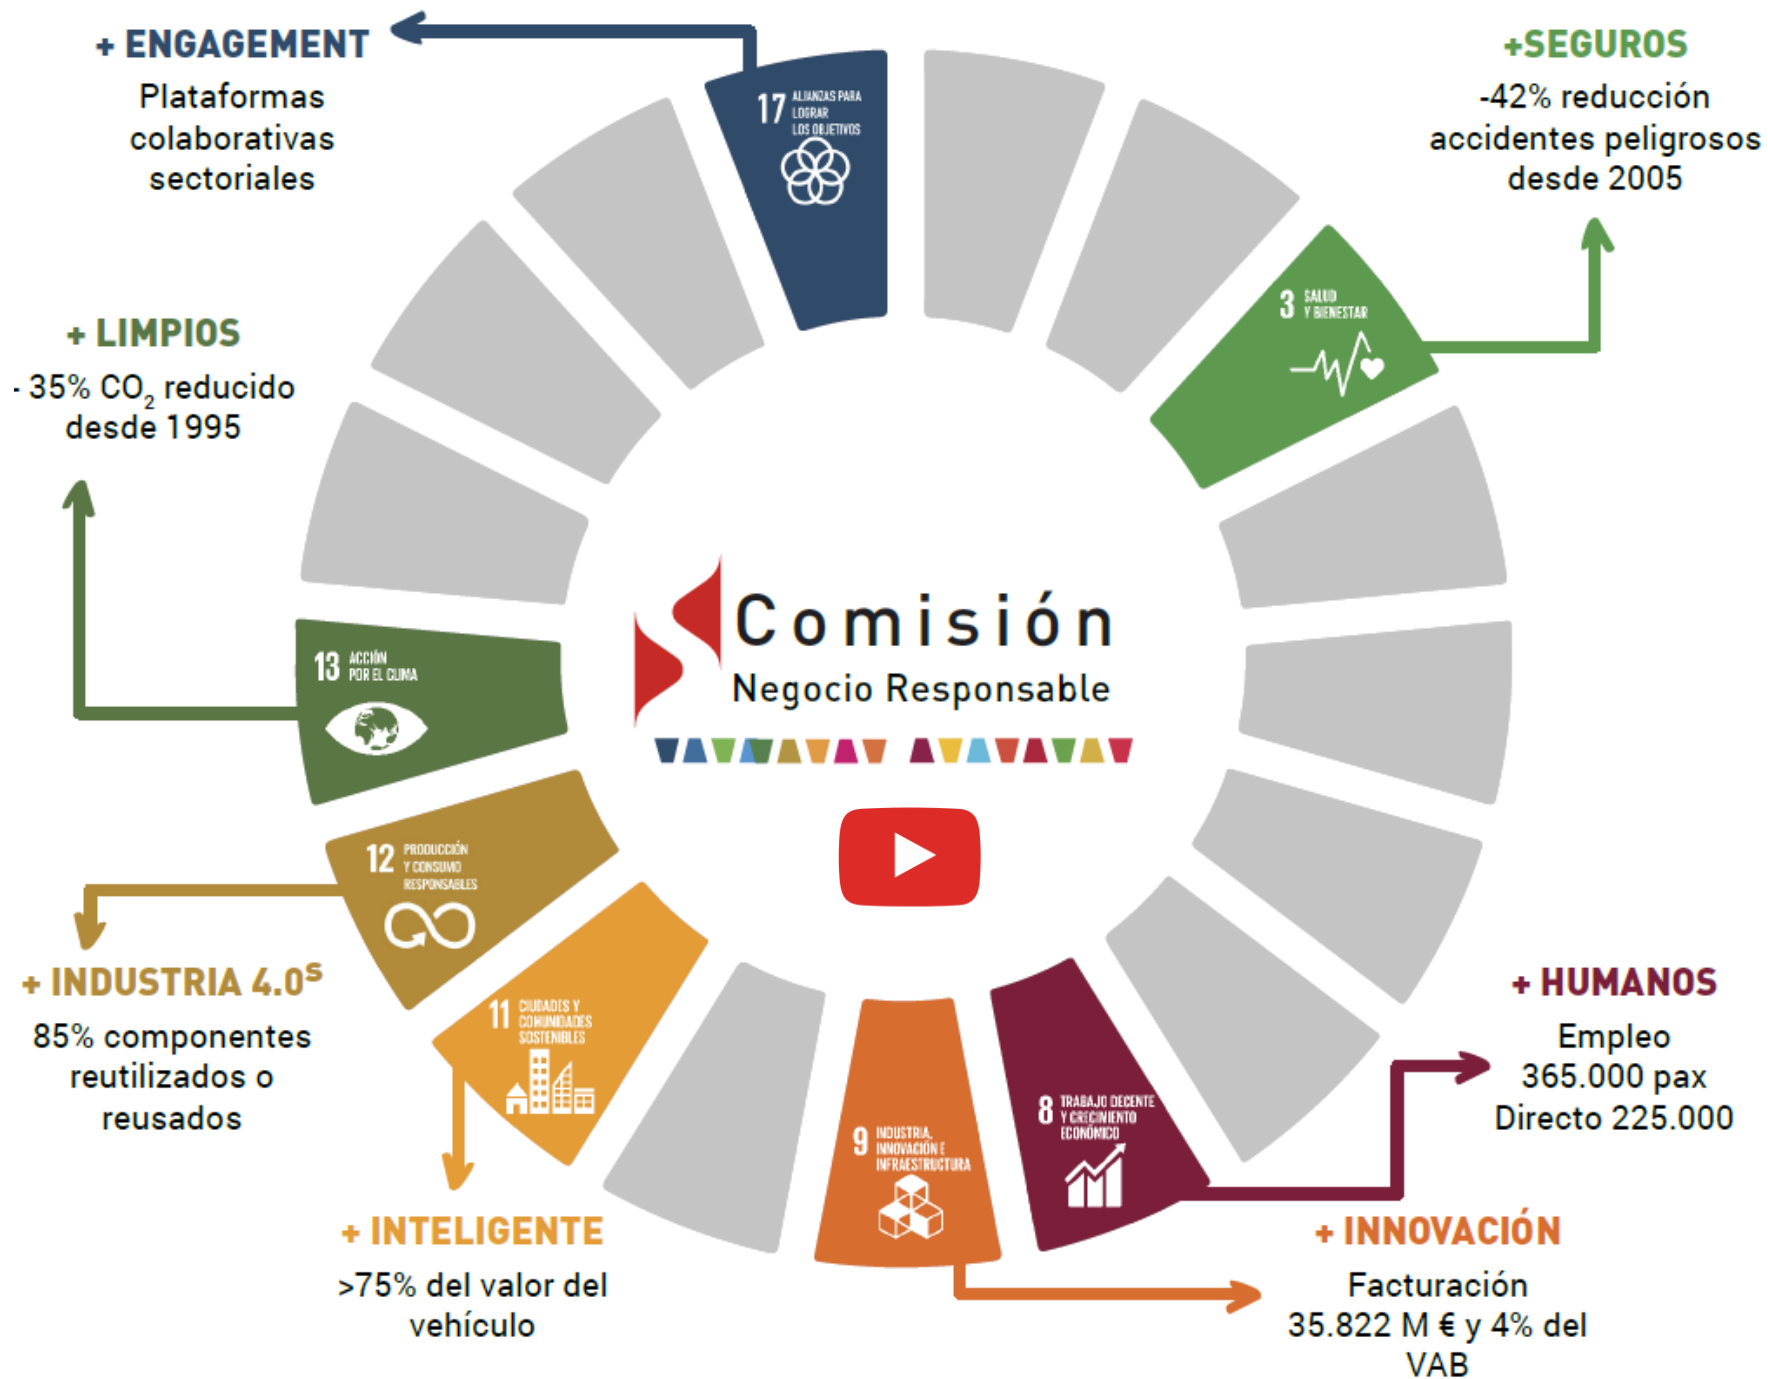 + ENGAGEMENT
Plataformas
colaborativas
sectoriales
17 ALIANZAS PARA
LOGRAR
LOS OBJETIVOS
+SEGUROS
-42% reducción
accidentes peligrosos
desde 2005
3 SALUD
Y BIENESTAR
+ LIMPIOS
- 35% CO₂ reducido
desde 1995
Comisión
Negocio Responsable
13 ACCIÓN
POR EL CLIMA
12 PRODUCCIÓN
Y CONSUMO
RESPONSABLES
+ INDUSTRIA 4.0ˢ
85% componentes
reutilizados o
reusados
11 CIUDADES Y
COMUNIDADES
SOSTENIBLES
+ INTELIGENTE
>75% del valor del
vehículo
9 INDUSTRIA,
INNOVACIÓN E
INFRAESTRUCTURA
8 TRABAJO DECENTE
Y CRECIMIENTO
ECONÓMICO
+ HUMANOS
Empleo
365.000 pax
Directo 225.000
+ INNOVACIÓN
Facturación
35.822 M € y 4% del
VAB